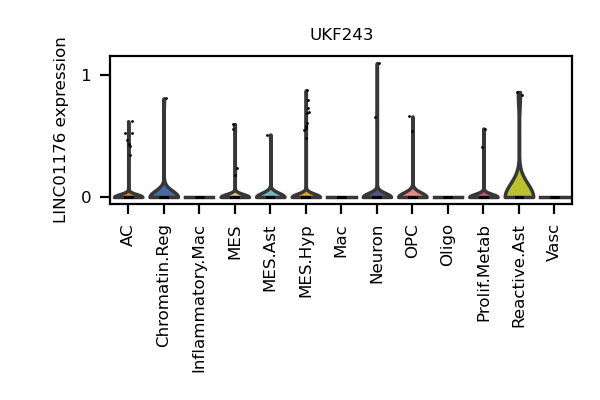 UKF243
LINC01176 expression
1
0
AC
Chromatin.Reg
Inflammatory.Mac
MES
MES.Ast
MES.Hyp
Mac
Neuron
OPC
Oligo
Prolif.Metab
Reactive.Ast
Vasc